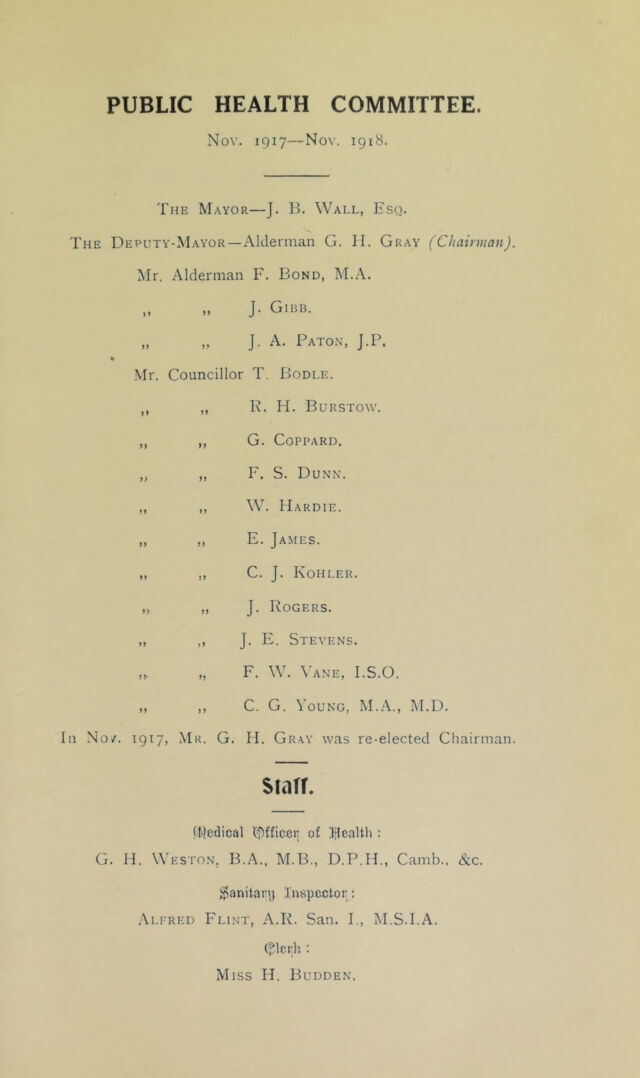 PUBLIC HEALTH COMMITTEE.
Nov. 1917—Nov. 1918.
The Mayor—J. B. Wall, Esq.
The Deputy-Mayor—Alderman G. H. Gray (Chairman).
Mr. Alderman F. Bond, M.A.
„ „ J. Gibb.
„ „ J. A. Paton, J.P.
Mr. Councillor T. Bodle.
„ „ R. H. Burstow.
„ „ G. Coppard.
„ „ F. S. Dunn.
„ „ W. Hardie.
„ „ E. James.
„ „ C. J. Kohler.
„ „ J. Rogers.
„ „ J. E. Stevens.
„ „ F. W. Vane, I.S.O.
„ „ C. G. Young, M.A., M.D.
In Nov. 1917, Mr. G. H. Gray was re-elected Chairman.
Staff.
Medical Officer of Health :
G. H. Weston, B.A., M.B., D.P.H., Camb., &c.
Sanitary Inspector :
Alfred Flint, A.R. San. I., M.S.I.A.
Clerk :
Miss H. Budden.